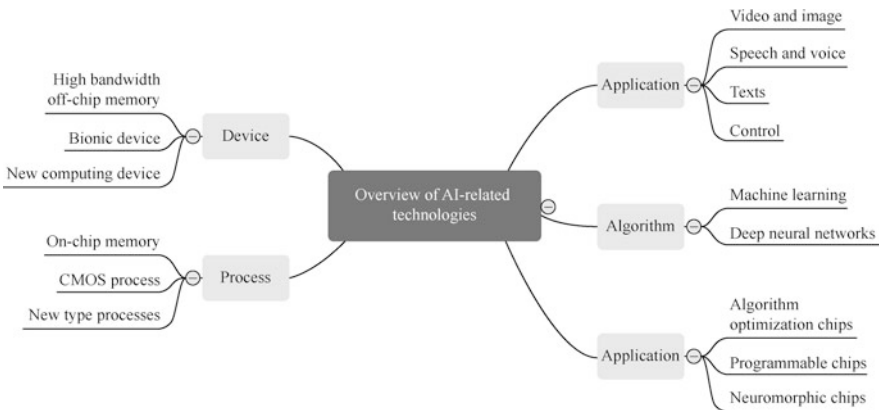 Overview of AI-related
technologies
Device
High bandwidth
off-chip memory
Bionic device
New computing device
Process
On-chip memory
CMOS process
New type processes
Application
Video and image
Speech and voice
Texts
Control
Algorithm
Machine learning
Deep neural networks
Application
Algorithm
optimization chips
Programmable chips
Neuromorphic chips